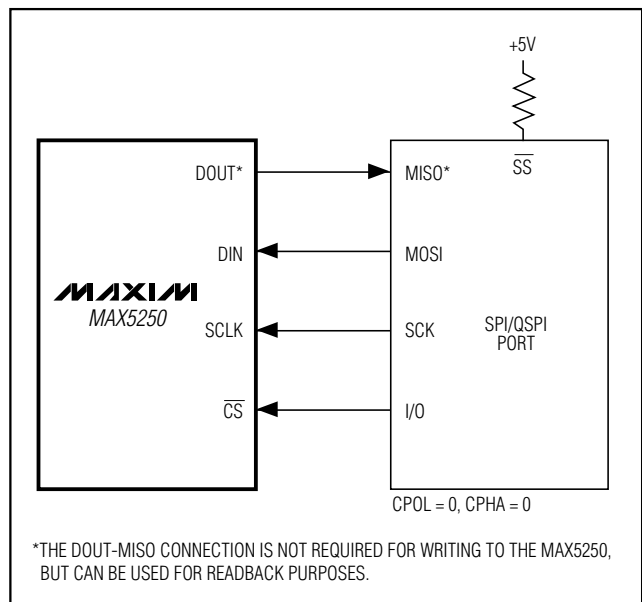 +5V
SS
DOUT* MISO*
DIN MOSI
MAXIM
MAX5250
SCLK SCK SPI/QSPI
PORT
CS I/O
CPOL = 0, CPHA = 0
*THE DOUT-MISO CONNECTION IS NOT REQUIRED FOR WRITING TO THE MAX5250,
BUT CAN BE USED FOR READBACK PURPOSES.